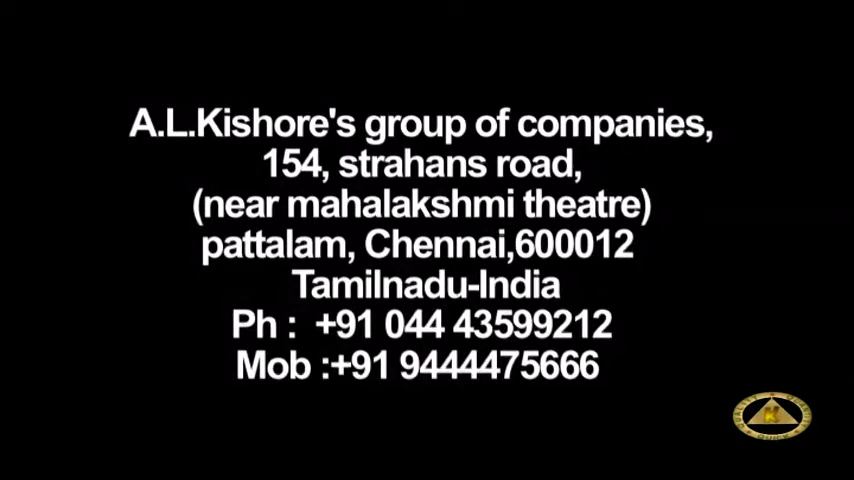 A.L.Kishore's group of companies,
154, strahans road,
(near mahalakshmi theatre)
pattalam, Chennai,600012
Tamilnadu-India
Ph : +91 044 43599212
Mob :+91 9444475666
K